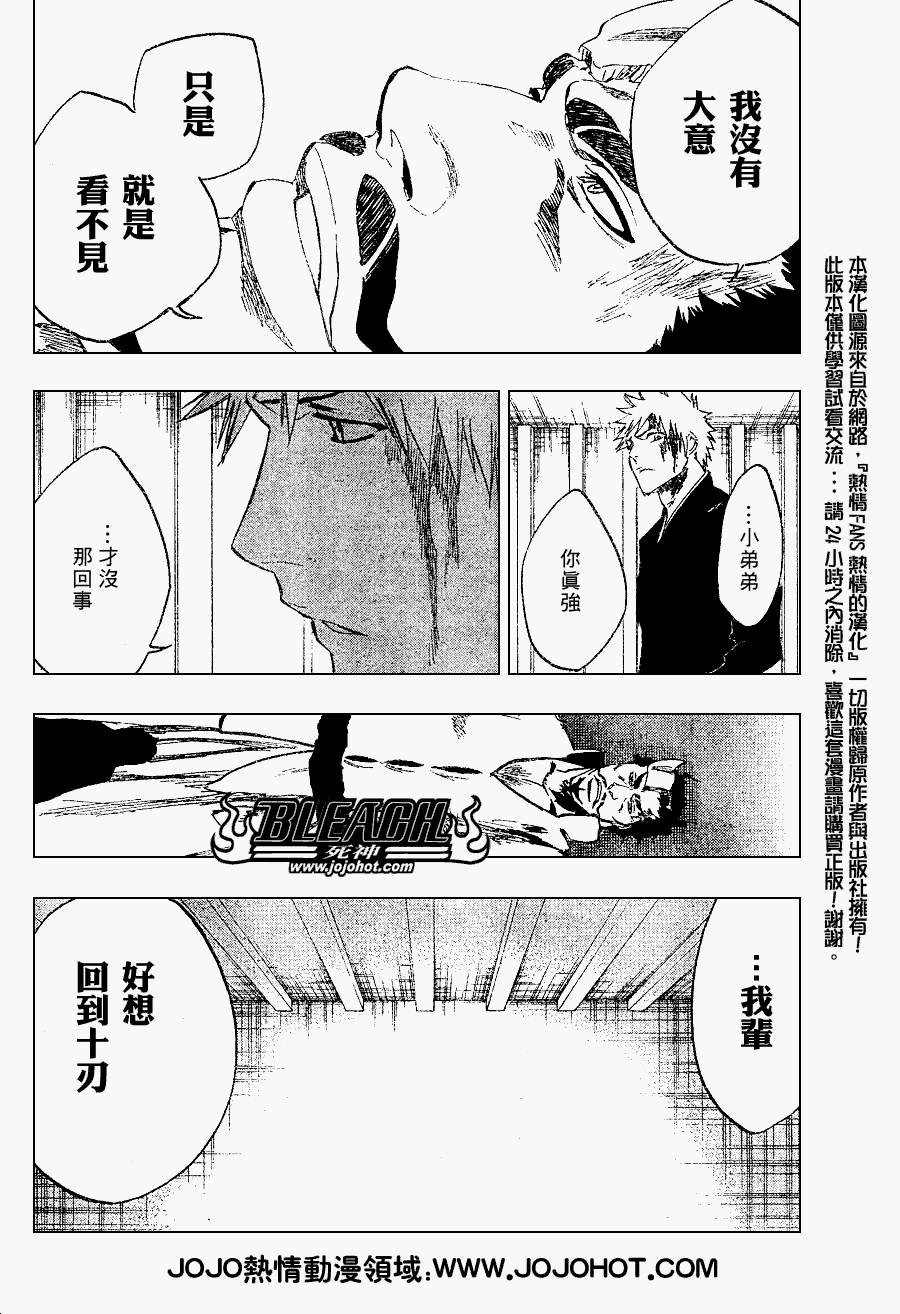 我沒有
大意
只是
就是
看不見
…小弟弟
你真強
…才沒
那回事
BLEACH
死神
www.jojohot.com
…我輩
好想
回到十刃
本漢化圖源來自於網路，『熱情FANS熱情的漢化』一切版權歸原作者與出版社擁有！
此版本僅供學習試看交流…請24小時之內消除，喜歡這套漫畫請購買正版！謝謝。
JOJO熱情動漫領域:WWW.JOJOHOT.COM